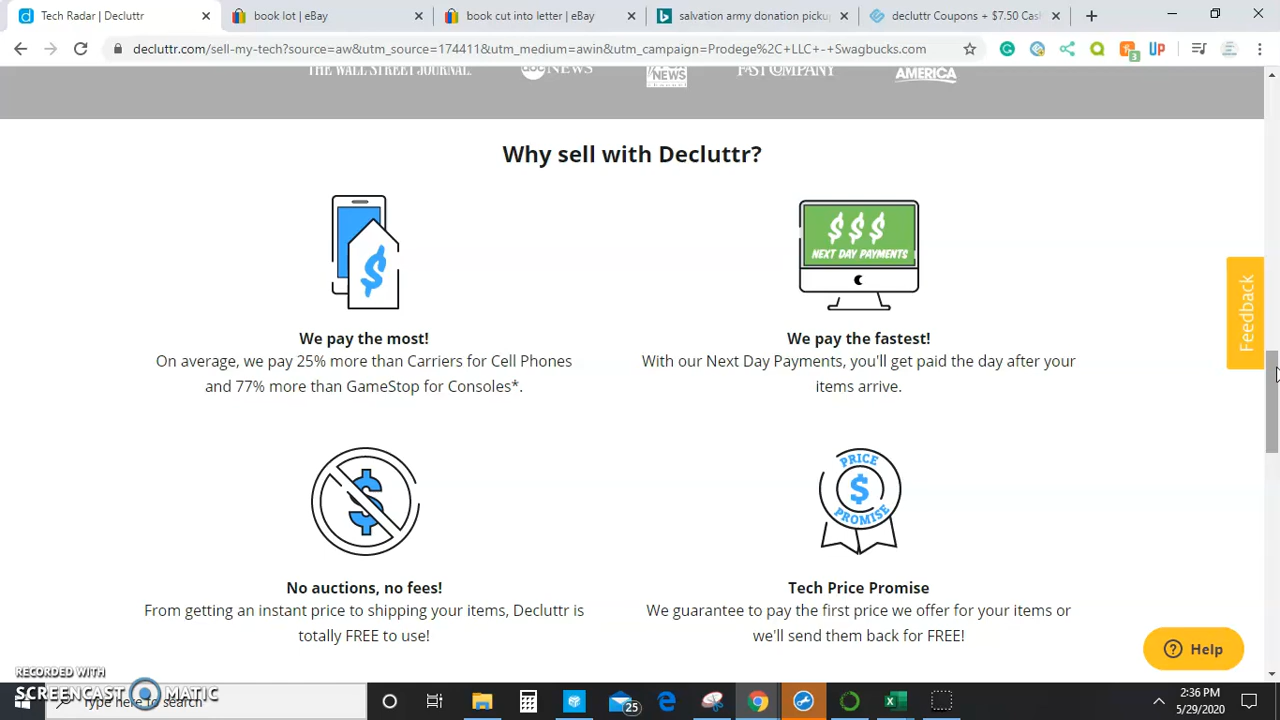 Tech Radar | Decluttr
book lot | eBay
book cut into letter | eBay
salvation army donation pickup
decluttr Coupons + $7.50 Cas
decluttr.com/sell-my-tech?source=aw&utm_source=174411&utm_medium=awin&utm_campaign=Prodege%2C+LLC+-+Swagbucks.com
UP
3
THE WALL STREET JOURNAL.
abc NEWS
NEWS
channel
FAST COMPANY
AMERICA
Why sell with Decluttr?
$
$ $ $
NEXT DAY PAYMENTS
We pay the most!
On average, we pay 25% more than Carriers for Cell Phones
and 77% more than GameStop for Consoles*.
We pay the fastest!
With our Next Day Payments, you'll get paid the day after your
items arrive.
Feedback
$
PRICE
$
PROMISE
No auctions, no fees!
From getting an instant price to shipping your items, Decluttr is
totally FREE to use!
Tech Price Promise
We guarantee to pay the first price we offer for your items or
we'll send them back for FREE!
Help
RECORDED WITH
SCREENCAST MATIC
Type here to search
25
2:36 PM
5/29/2020